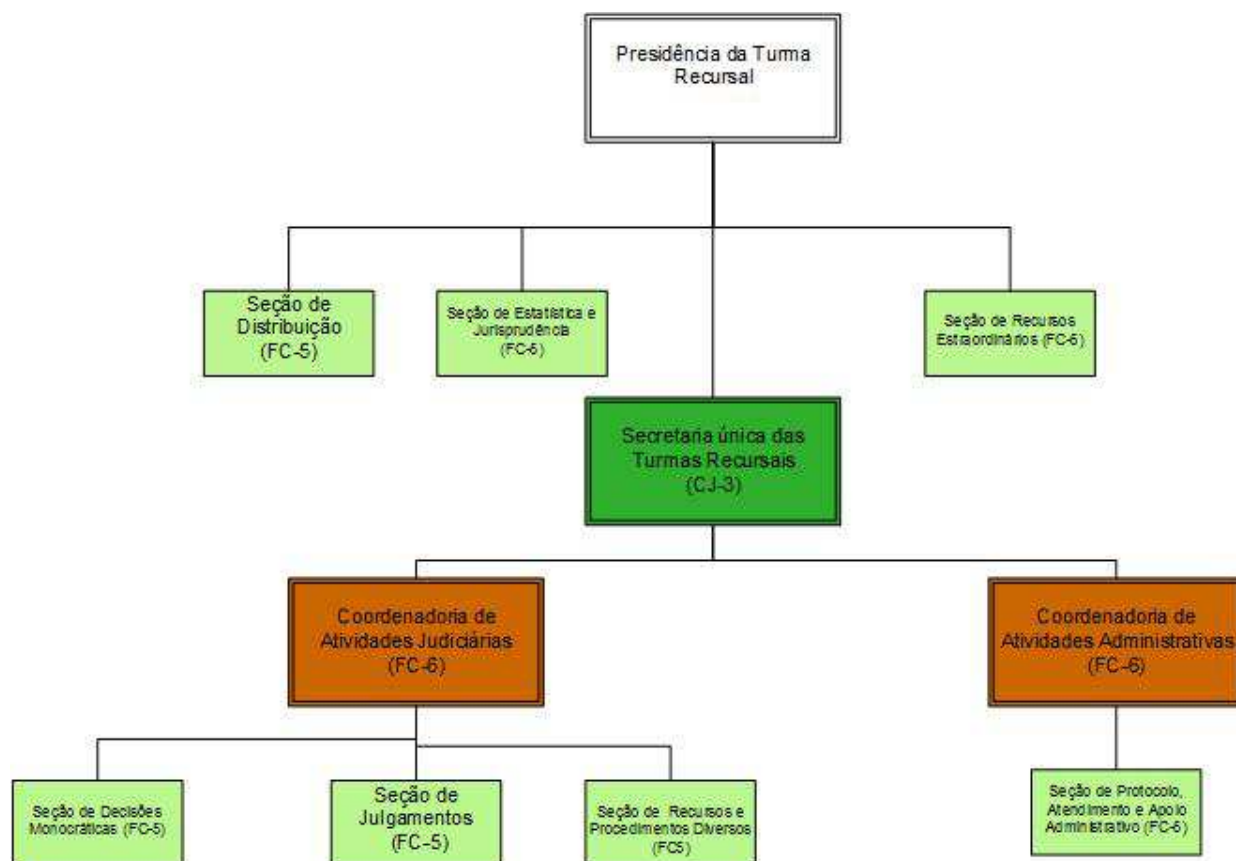 Presidência da Turma
Recursal
Seção de
Distribuição
(FC-5)
Seção de Estatística e
Jurisprudência
(FC-5)
Seção de Recursos
Estraordinários (FC-5)
Secretaria única das
Turmas Recursais
(CJ-3)
Coordenadoria de
Atividades Judiciárias
(FC-6)
Coordenadoria de
Atividades Administrativas
(FC-6)
Seção de Decisões
Monocráticas (FC-5)
Seção de
Julgamentos
(FC-5)
Seção de Recursos e
Procedimentos Diversos
(FC5)
Seção de Protocolo,
Atendimento e Apoio
Administrativo (FC-5)